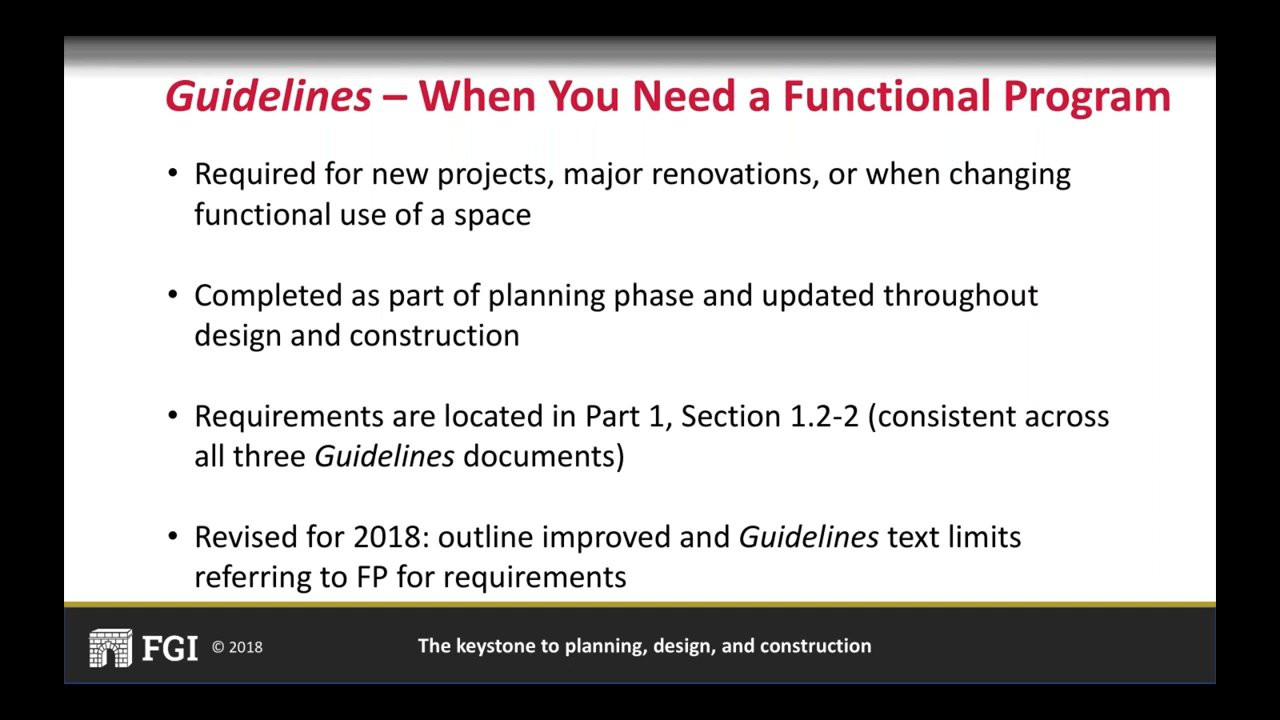 Guidelines – When You Need a Functional Program
• Required for new projects, major renovations, or when changing
functional use of a space
• Completed as part of planning phase and updated throughout
design and construction
• Requirements are located in Part 1, Section 1.2-2 (consistent across
all three Guidelines documents)
• Revised for 2018: outline improved and Guidelines text limits
referring to FP for requirements
FGI © 2018
The keystone to planning, design, and construction